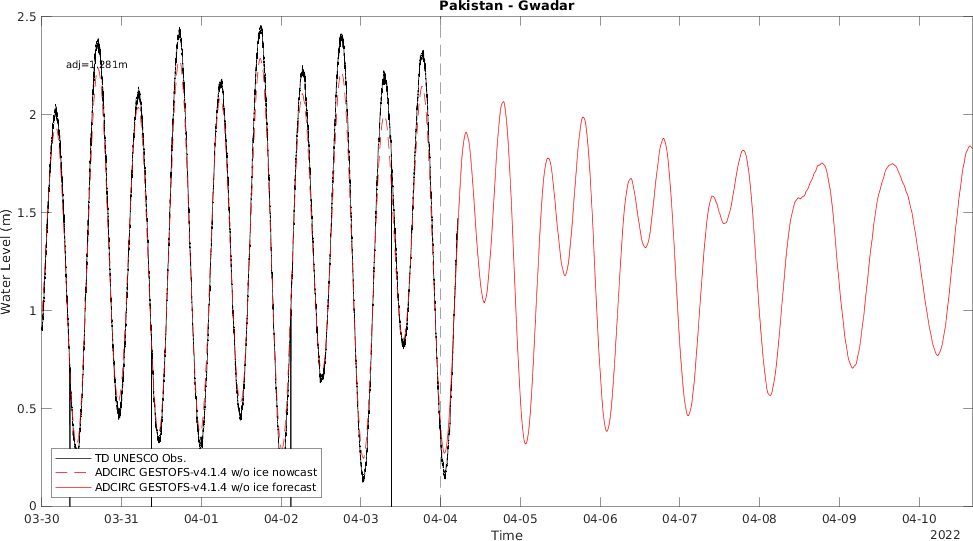 Pakistan - Gwadar
adj=1.281m
Water Level (m)
2.5
2
1.5
1
0.5
0
TD UNESCO Obs.
ADCIRC GESTOFS-v4.1.4 w/o ice nowcast
ADCIRC GESTOFS-v4.1.4 w/o ice forecast
03-30 03-31 04-01 04-02 04-03 04-04 04-05 04-06 04-07 04-08 04-09 04-10
Time
2022